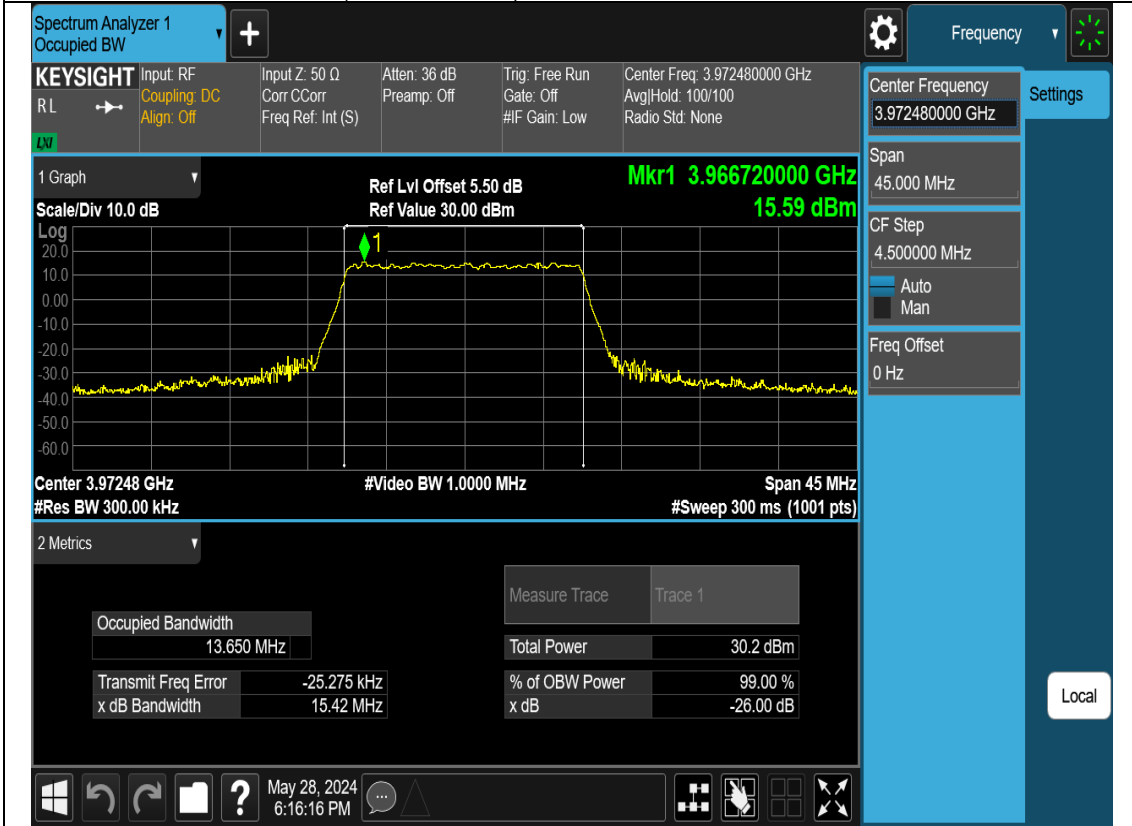 Spectrum Analyzer 1
Occupied BW
Frequency
KEYSIGHT
R L
LXI
Input: RF
Coupling: DC
Align: Off
Input Z: 50 Ω
Corr CCorr
Freq Ref: Int (S)
Atten: 36 dB
Preamp: Off
Trig: Free Run
Gate: Off
#IF Gain: Low
Center Freq: 3.972480000 GHz
Avg|Hold: 100/100
Radio Std: None
Center Frequency
3.972480000 GHz
Settings
Span
45.000 MHz
CF Step
4.500000 MHz
Auto
Man
Freq Offset
0 Hz
Local
1 Graph
Scale/Div 10.0 dB
Ref Lvl Offset 5.50 dB
Ref Value 30.00 dBm
Mkr1 3.966720000 GHz
15.59 dBm
Log
1
20.0
10.0
0.00
-10.0
-20.0
-30.0
-40.0
-50.0
-60.0
Center 3.97248 GHz
#Video BW 1.0000 MHz
Span 45 MHz
#Res BW 300.00 kHz
#Sweep 300 ms (1001 pts)
2 Metrics
Measure Trace Trace 1
Occupied Bandwidth
13.650 MHz
Total Power 30.2 dBm
Transmit Freq Error -25.275 kHz
% of OBW Power 99.00 %
x dB Bandwidth 15.42 MHz
x dB -26.00 dB
?
May 28, 2024
6:16:16 PM